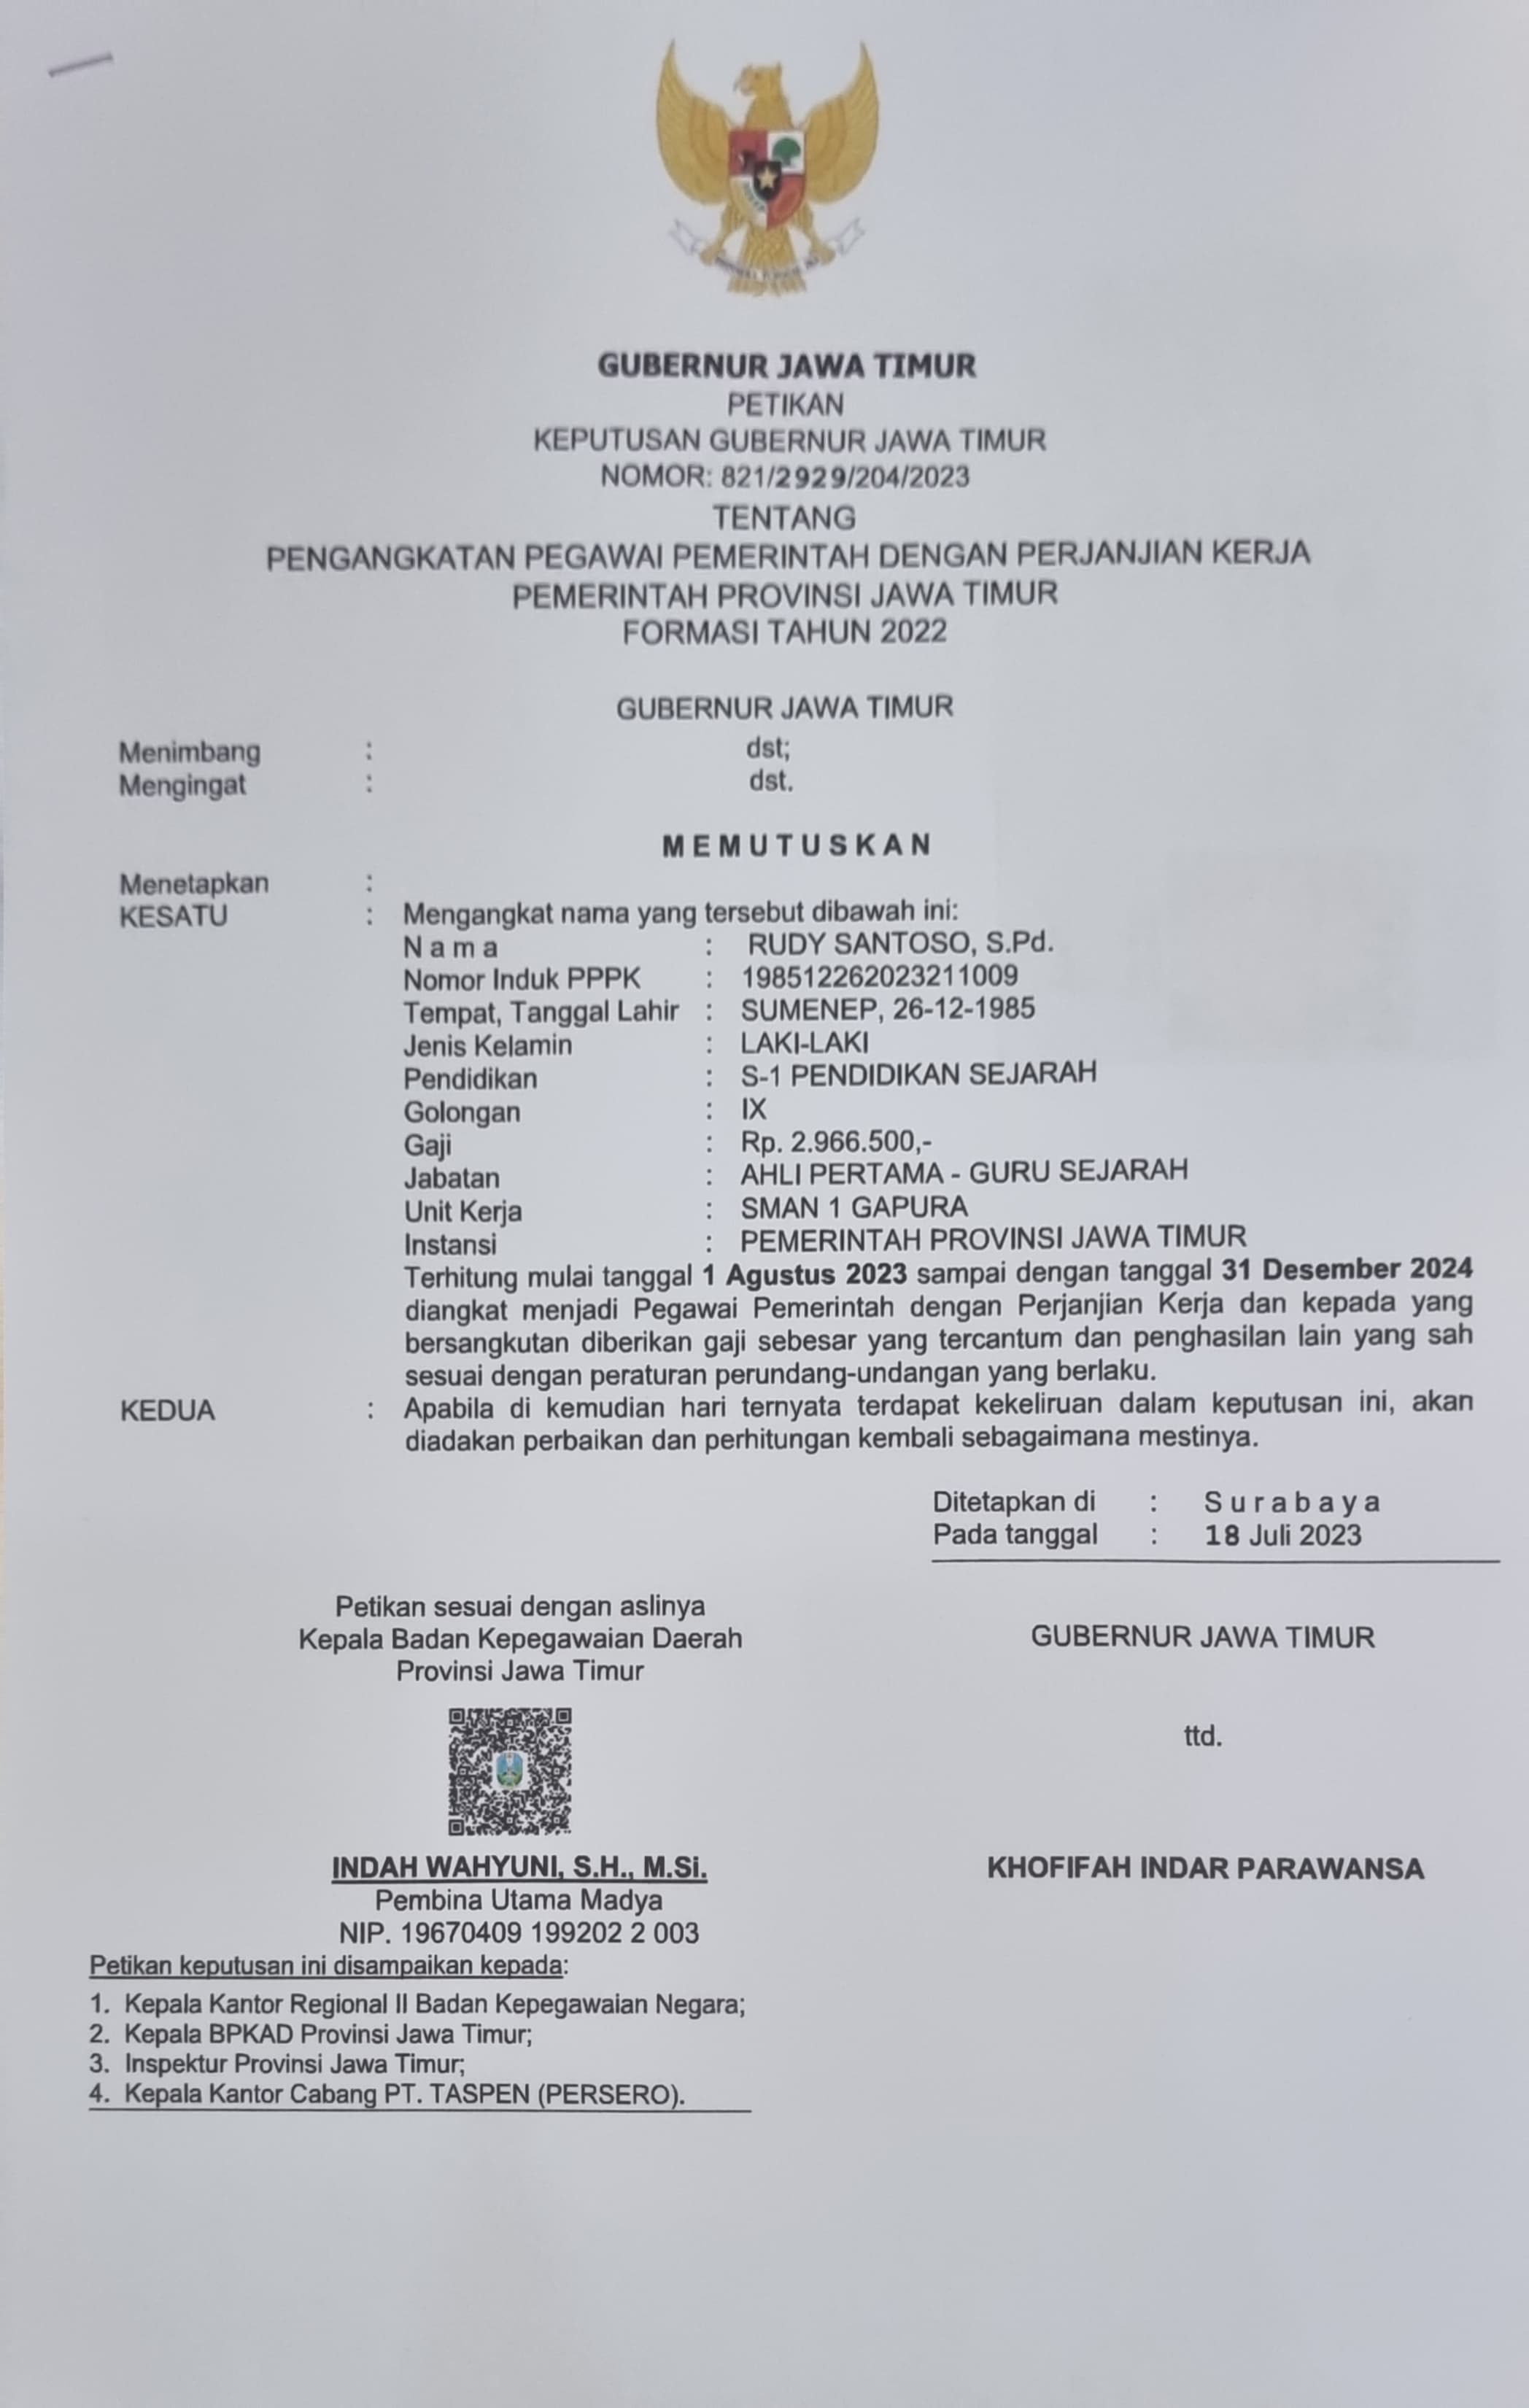 GUBERNUR JAWA TIMUR
PETIKAN
KEPUTUSAN GUBERNUR JAWA TIMUR
NOMOR: 821/2929/204/2023
TENTANG
PENGANGKATAN PEGAWAI PEMERINTAH DENGAN PERJANJIAN KERJA
PEMERINTAH PROVINSI JAWA TIMUR
FORMASI TAHUN 2022
GUBERNUR JAWA TIMUR
Menimbang : dst;
Mengingat : dst.
M E M U T U S K A N
Menetapkan :
KESATU : Mengangkat nama yang tersebut dibawah ini:
N a m a : RUDY SANTOSO, S.Pd.
Nomor Induk PPPK : 198512262023211009
Tempat, Tanggal Lahir : SUMENEP, 26-12-1985
Jenis Kelamin : LAKI-LAKI
Pendidikan : S-1 PENDIDIKAN SEJARAH
Golongan : IX
Gaji : Rp. 2.966.500,-
Jabatan : AHLI PERTAMA - GURU SEJARAH
Unit Kerja : SMAN 1 GAPURA
Instansi : PEMERINTAH PROVINSI JAWA TIMUR
Terhitung mulai tanggal 1 Agustus 2023 sampai dengan tanggal 31 Desember 2024
diangkat menjadi Pegawai Pemerintah dengan Perjanjian Kerja dan kepada yang
bersangkutan diberikan gaji sebesar yang tercantum dan penghasilan lain yang sah
sesuai dengan peraturan perundang-undangan yang berlaku.
KEDUA : Apabila di kemudian hari ternyata terdapat kekeliruan dalam keputusan ini, akan
diadakan perbaikan dan perhitungan kembali sebagaimana mestinya.
Ditetapkan di : S u r a b a y a
Pada tanggal : 18 Juli 2023
Petikan sesuai dengan aslinya
Kepala Badan Kepegawaian Daerah
Provinsi Jawa Timur
INDAH WAHYUNI, S.H., M.Si.
Pembina Utama Madya
NIP. 19670409 199202 2 003
GUBERNUR JAWA TIMUR
ttd.
KHOFIFAH INDAR PARAWANSA
Petikan keputusan ini disampaikan kepada:
1. Kepala Kantor Regional II Badan Kepegawaian Negara;
2. Kepala BPKAD Provinsi Jawa Timur;
3. Inspektur Provinsi Jawa Timur;
4. Kepala Kantor Cabang PT. TASPEN (PERSERO).